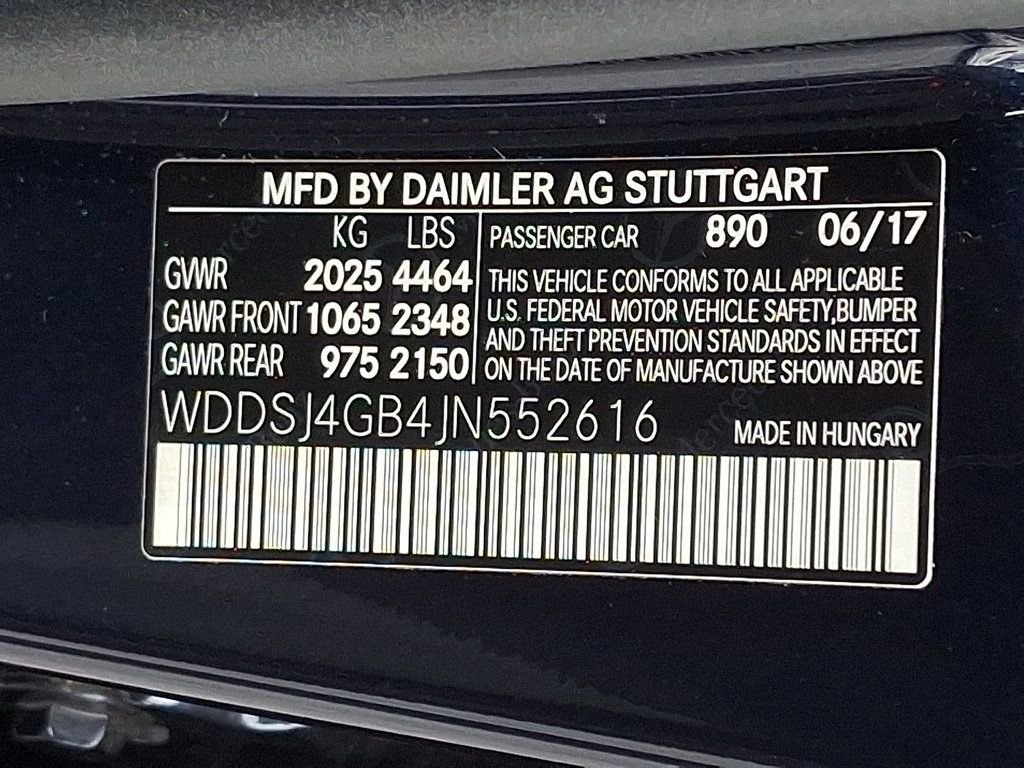 MFD BY DAIMLER AG STUTTGART
KG LBS
GVWR 2025 4464
GAWR FRONT 1065 2348
GAWR REAR 975 2150
PASSENGER CAR 890 06/17
THIS VEHICLE CONFORMS TO ALL APPLICABLE
U.S. FEDERAL MOTOR VEHICLE SAFETY,BUMPER
AND THEFT PREVENTION STANDARDS IN EFFECT
ON THE DATE OF MANUFACTURE SHOWN ABOVE
WDDSJ4GB4JN552616
MADE IN HUNGARY